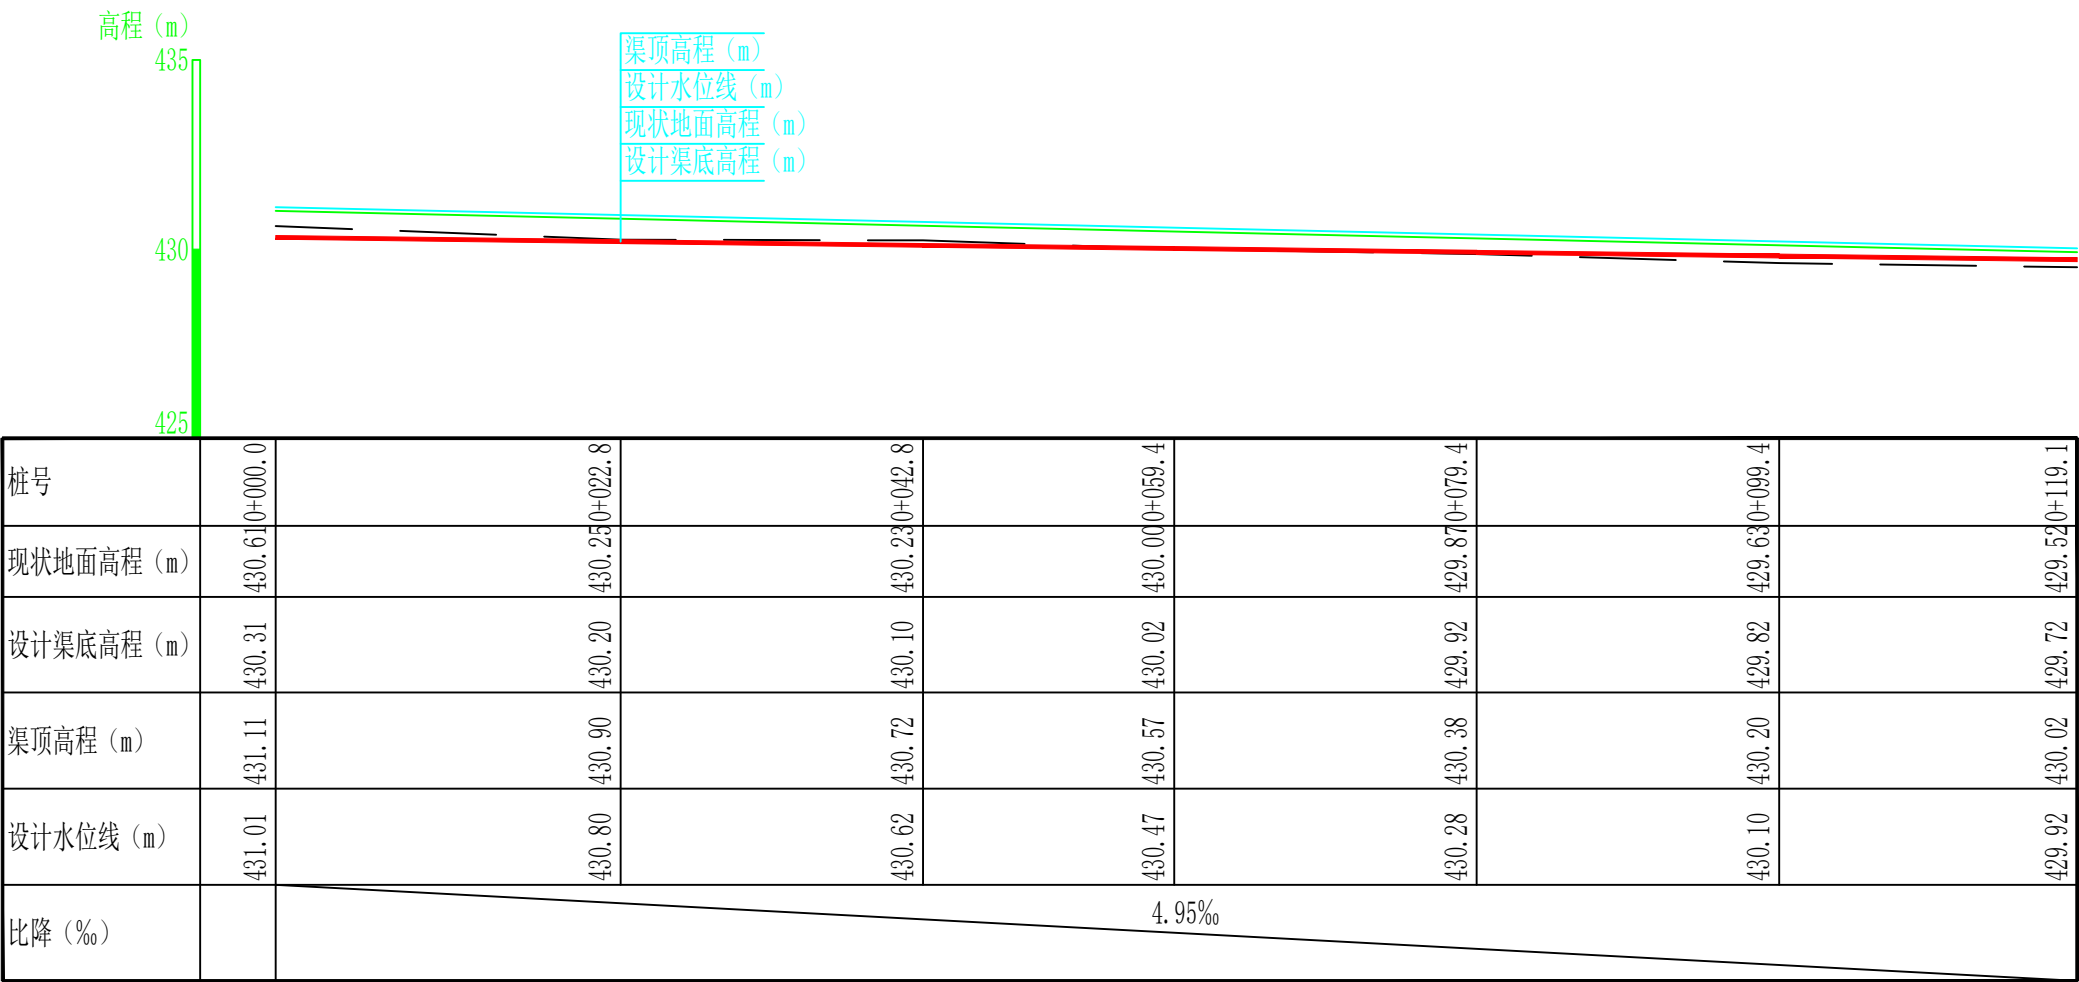 高程（m）
435
渠顶高程（m）
设计水位线（m）
现状地面高程（m）
设计渠底高程（m）
430
425
桩号 0+000.0 0+022.8 0+042.8 0+059.4 0+079.4 0+099.4 0+119.1
现状地面高程（m） 430.61 430.25 430.23 430.00 429.87 429.63 429.52
设计渠底高程（m） 430.31 430.20 430.10 430.02 429.92 429.82 429.72
渠顶高程（m） 431.11 430.90 430.72 430.57 430.38 430.20 430.02
设计水位线（m） 431.01 430.80 430.62 430.47 430.28 430.10 429.92
比降（‰） 4.95‰